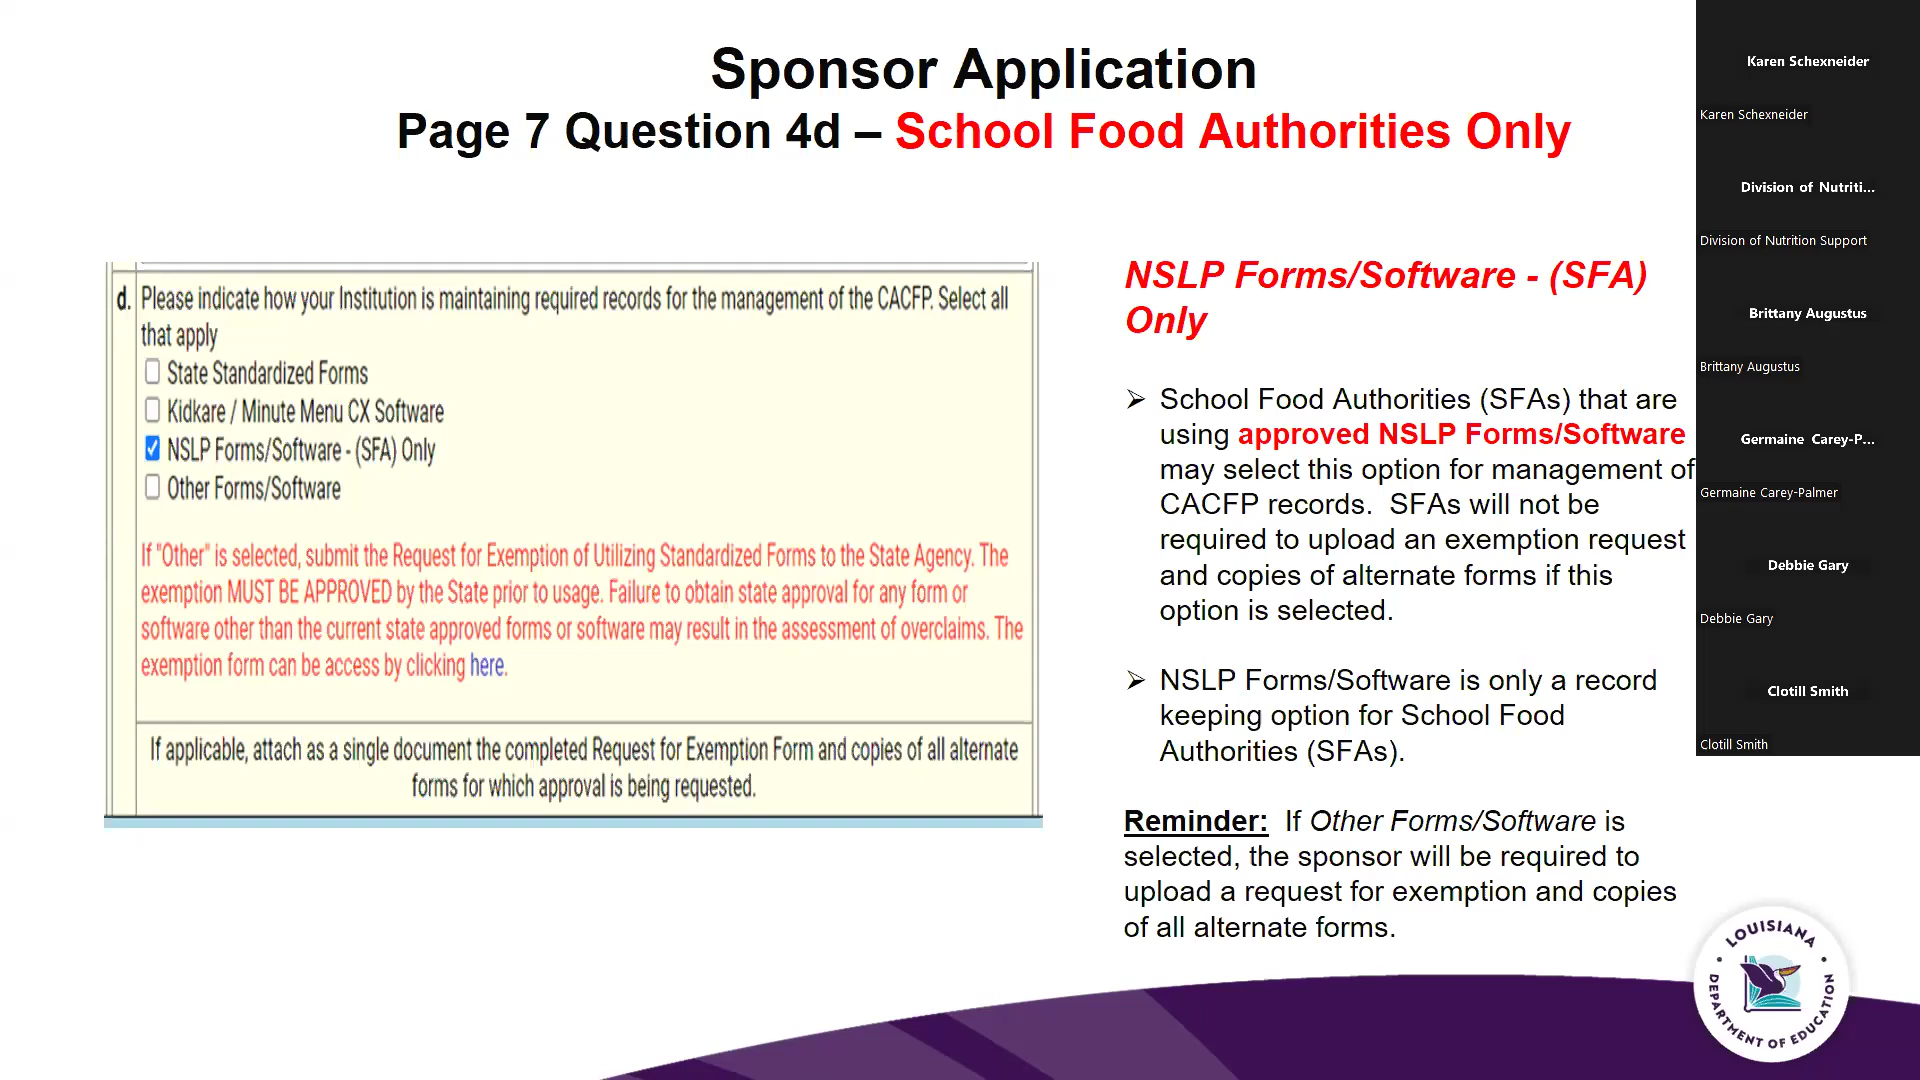 Sponsor Application
Page 7 Question 4d – School Food Authorities Only
d. Please indicate how your Institution is maintaining required records for the management of the CACFP. Select all
that apply
State Standardized Forms
Kidkare / Minute Menu CX Software
NSLP Forms/Software - (SFA) Only
Other Forms/Software
If "Other" is selected, submit the Request for Exemption of Utilizing Standardized Forms to the State Agency. The
exemption MUST BE APPROVED by the State prior to usage. Failure to obtain state approval for any form or
software other than the current state approved forms or software may result in the assessment of overclaims. The
exemption form can be access by clicking here.
If applicable, attach as a single document the completed Request for Exemption Form and copies of all alternate
forms for which approval is being requested.
NSLP Forms/Software - (SFA)
Only
➢ School Food Authorities (SFAs) that are
using approved NSLP Forms/Software
may select this option for management of
CACFP records.  SFAs will not be
required to upload an exemption request
and copies of alternate forms if this
option is selected.
➢ NSLP Forms/Software is only a record
keeping option for School Food
Authorities (SFAs).
Reminder:  If Other Forms/Software is
selected, the sponsor will be required to
upload a request for exemption and copies
of all alternate forms.
Karen Schexneider
Karen Schexneider
Division of Nutriti...
Division of Nutrition Support
Brittany Augustus
Brittany Augustus
Germaine Carey-P...
Germaine Carey-Palmer
Debbie Gary
Debbie Gary
Clotill Smith
Clotill Smith
LOUISIANA
DEPARTMENT OF EDUCATION